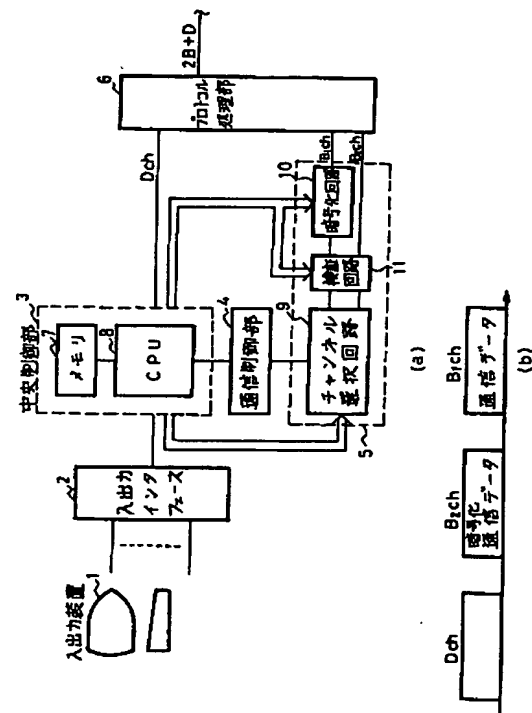 入出力装置
1
2
入出力
インタ
フェース
中央制御部
3
7
メモリ
8
CPU
4
通信制御部
9
チャンネル
選択回路
5
10
暗号化回路
検証
回路
11
Dch
B1ch
B2ch
6
プロトコル
処理部
2B+D
(a)
Dch
B2ch
暗号化
通信データ
B1ch
通信データ
(b)